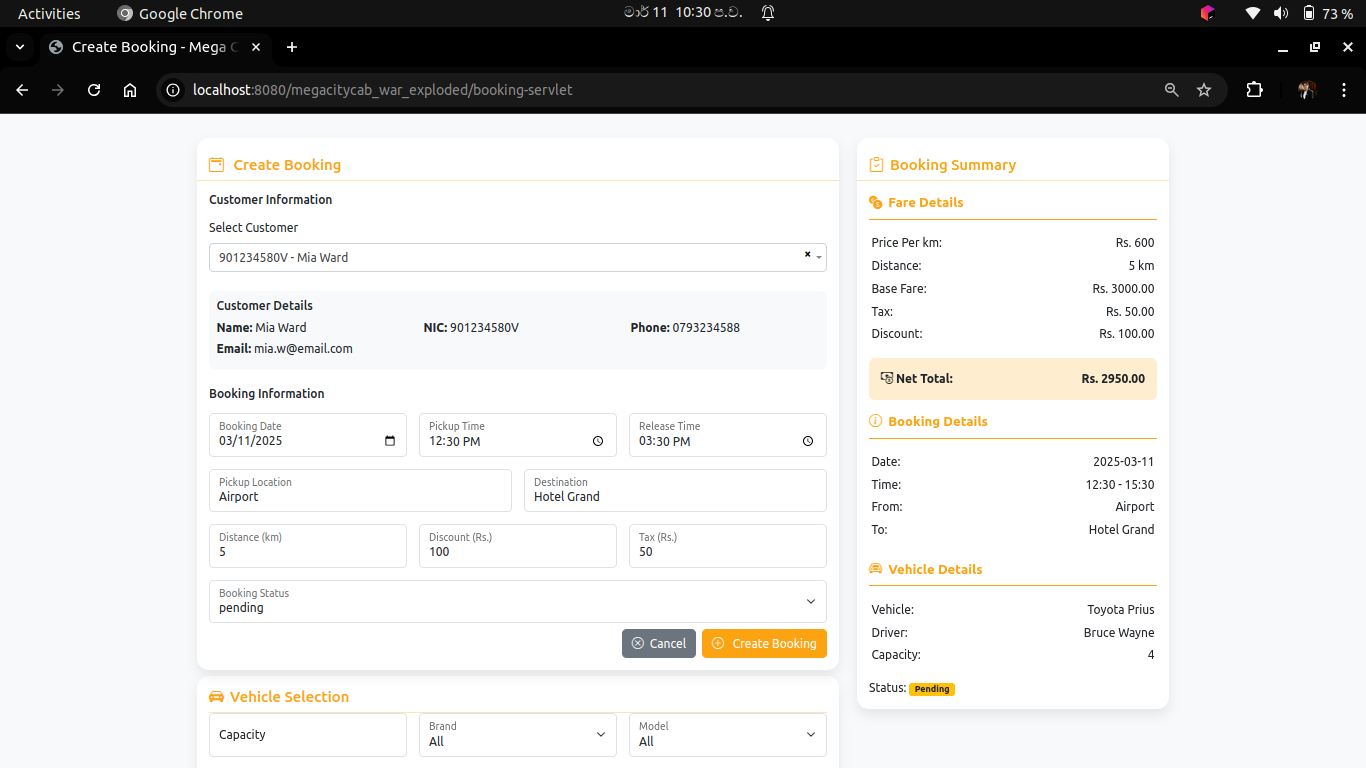 Activities Google Chrome මාර් 11 10:30 ප.ව. 73 %
Create Booking - Mega C
localhost:8080/megacitycab_war_exploded/booking-servlet
Create Booking
Customer Information
Select Customer
901234580V - Mia Ward
Customer Details
Name: Mia Ward NIC: 901234580V Phone: 0793234588
Email: mia.w@email.com
Booking Information
Booking Date Pickup Time Release Time
03/11/2025 12:30 PM 03:30 PM
Pickup Location Destination
Airport Hotel Grand
Distance (km) Discount (Rs.) Tax (Rs.)
5 100 50
Booking Status
pending
Cancel Create Booking
Vehicle Selection
Capacity
Brand
All
Model
All
Booking Summary
Fare Details
Price Per km: Rs. 600
Distance: 5 km
Base Fare: Rs. 3000.00
Tax: Rs. 50.00
Discount: Rs. 100.00
Net Total: Rs. 2950.00
Booking Details
Date: 2025-03-11
Time: 12:30 - 15:30
From: Airport
To: Hotel Grand
Vehicle Details
Vehicle: Toyota Prius
Driver: Bruce Wayne
Capacity: 4
Status: Pending